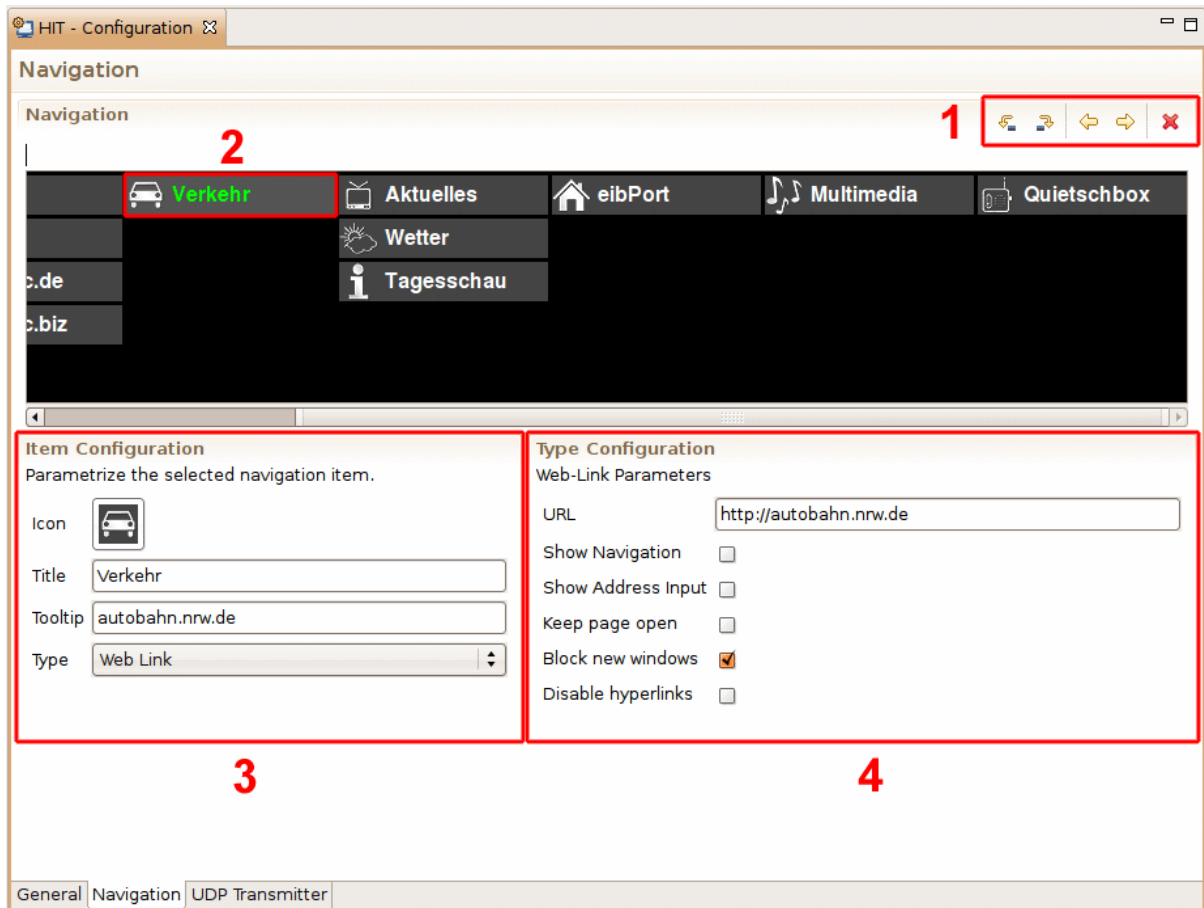 HIT - Configuration
Navigation
Navigation
1
2
Verkehr
Aktuelles
eibPort
Multimedia
Quietschbox
Wetter
c.de
Tagesschau
c.biz
Item Configuration
Parametrize the selected navigation item.
Icon
Title Verkehr
Tooltip autobahn.nrw.de
Type Web Link
Type Configuration
Web-Link Parameters
URL http://autobahn.nrw.de
Show Navigation
Show Address Input
Keep page open
Block new windows
Disable hyperlinks
3
4
General Navigation UDP Transmitter